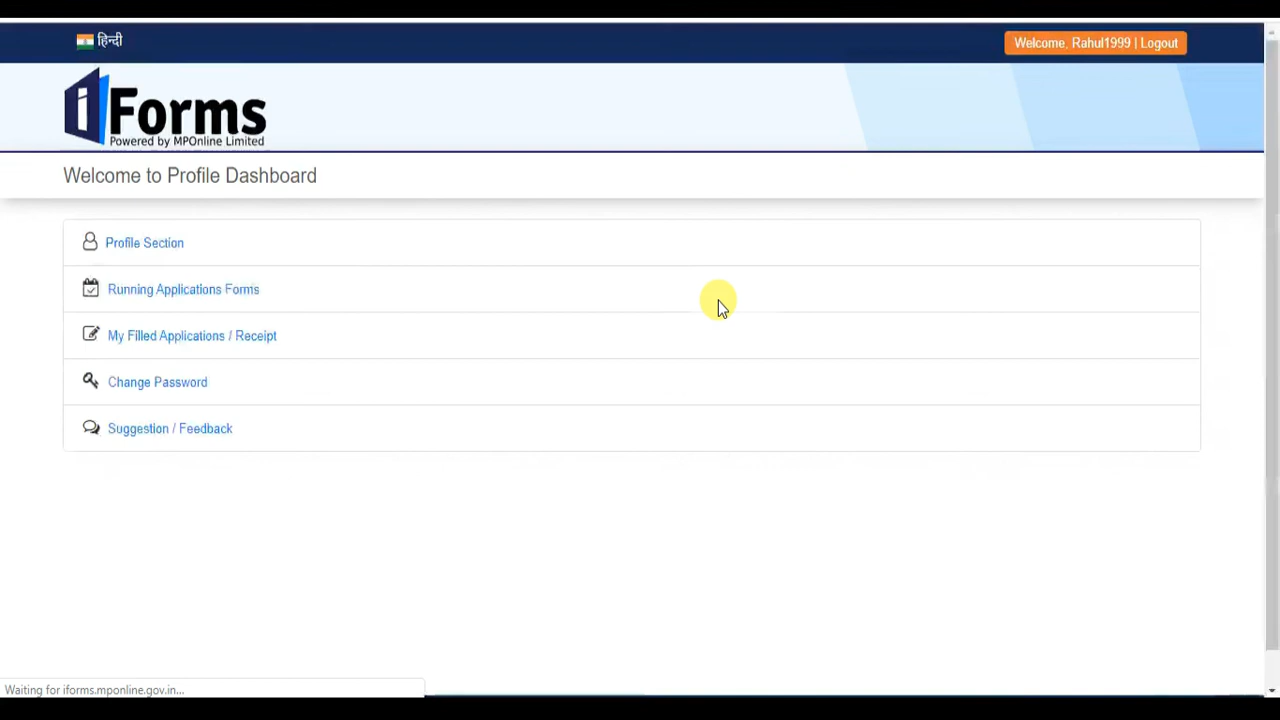 हिन्दी
Welcome, Rahul1999 | Logout
iForms
Powered by MPOnline Limited
Welcome to Profile Dashboard
Profile Section
Running Applications Forms
My Filled Applications / Receipt
Change Password
Suggestion / Feedback
Waiting for iforms.mponline.gov.in...